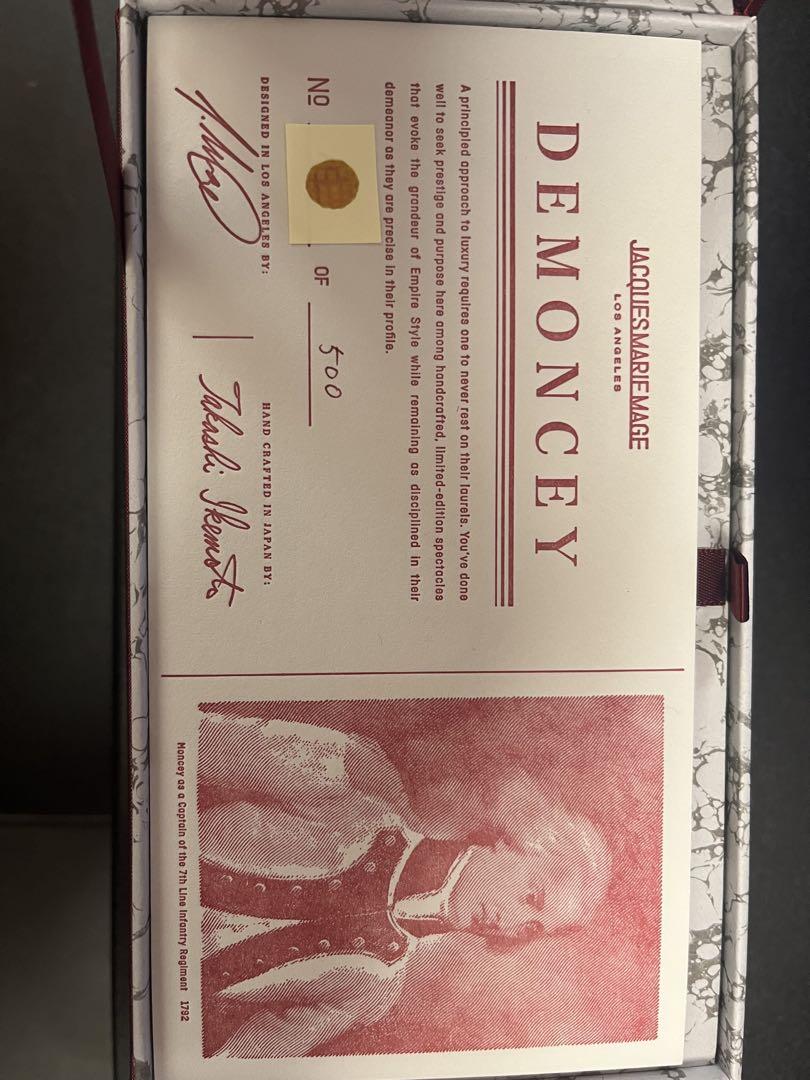 JACQUESMARIEMAGE
LOS ANGELES
DEMONCEY
A principled approach to luxury requires one to never rest on their laurels. You've done
well to seek prestige and purpose here among handcrafted, limited-edition spectacles
that evoke the grandeur of Empire Style while remaining as disciplined in their
demeanor as they are precise in their profile.
NO OF 500
DESIGNED IN LOS ANGELES BY:
HAND CRAFTED IN JAPAN BY:
Takashi Ikemoto
Moncey as a Captain of the 7th Line Infantry Regiment 1792